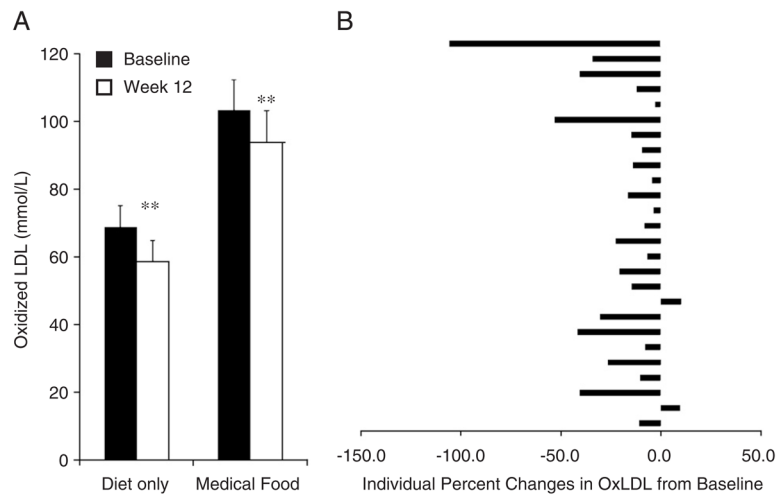 A
Baseline
Week 12
Oxidized LDL (mmol/L)
120
100
80
60
40
20
0
**
**
Diet only
Medical Food
B
-150.0
-100.0
-50.0
0.0
50.0
Individual Percent Changes in OxLDL from Baseline